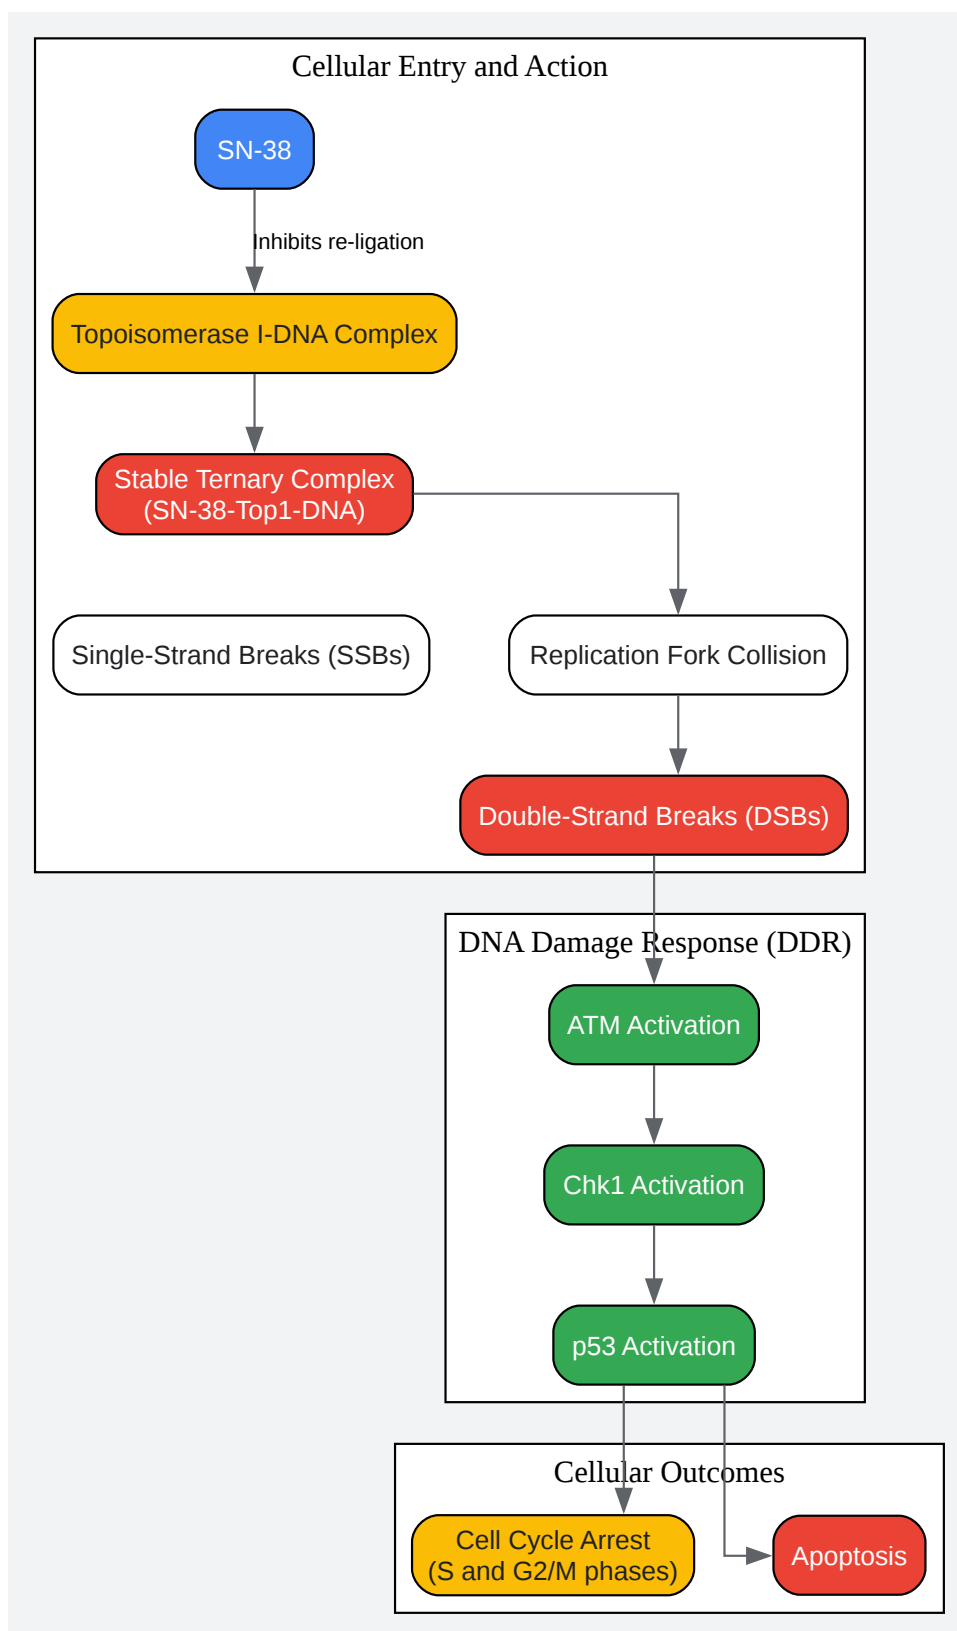 Cellular Entry and Action
SN-38
Inhibits re-ligation
Topoisomerase I-DNA Complex
Stable Ternary Complex
(SN-38-Top1-DNA)
Single-Strand Breaks (SSBs)
Replication Fork Collision
Double-Strand Breaks (DSBs)
DNA Damage Response (DDR)
ATM Activation
Chk1 Activation
p53 Activation
Cellular Outcomes
Cell Cycle Arrest
(S and G2/M phases)
Apoptosis